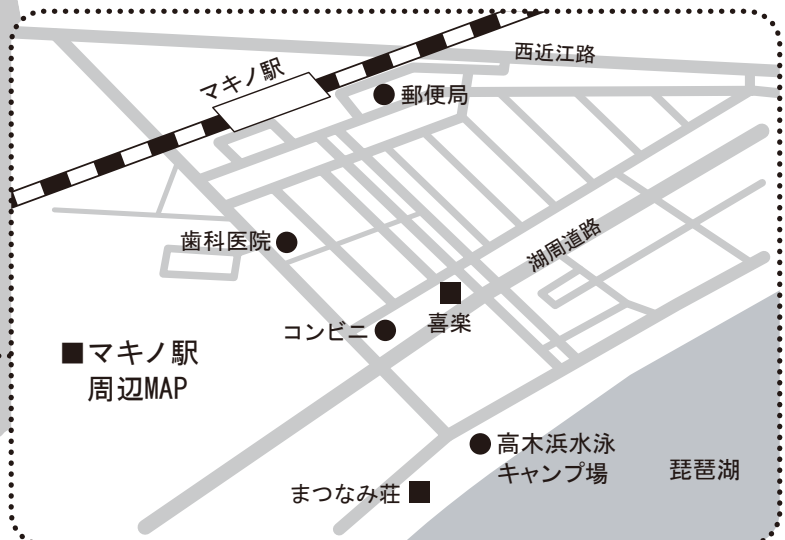 西近江路
マキノ駅
郵便局
歯科医院
湖周道路
喜楽
コンビニ
■マキノ駅
周辺MAP
高木浜水泳
キャンプ場
琵琶湖
まつなみ荘